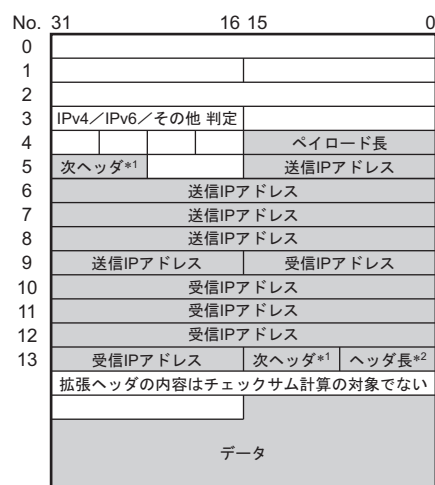 No. 31 16 15 0
0
1
2
3 IPv4／IPv6／その他 判定
4 ペイロード長
5 次ヘッダ*1 送信IPアドレス
6 送信IPアドレス
7 送信IPアドレス
8 送信IPアドレス
9 送信IPアドレス 受信IPアドレス
10 受信IPアドレス
11 受信IPアドレス
12 受信IPアドレス
13 受信IPアドレス 次ヘッダ*1 ヘッダ長*2
拡張ヘッダの内容はチェックサム計算の対象でない
データ